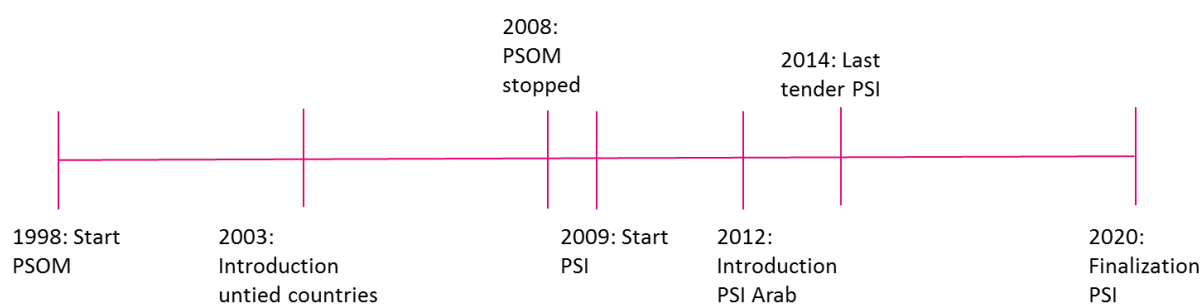 2008:
PSOM
stopped
2014: Last
tender PSI
1998: Start
PSOM
2003:
Introduction
untied countries
2009: Start
PSI
2012:
Introduction
PSI Arab
2020:
Finalization
PSI